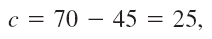 c = 70 − 45 = 25,